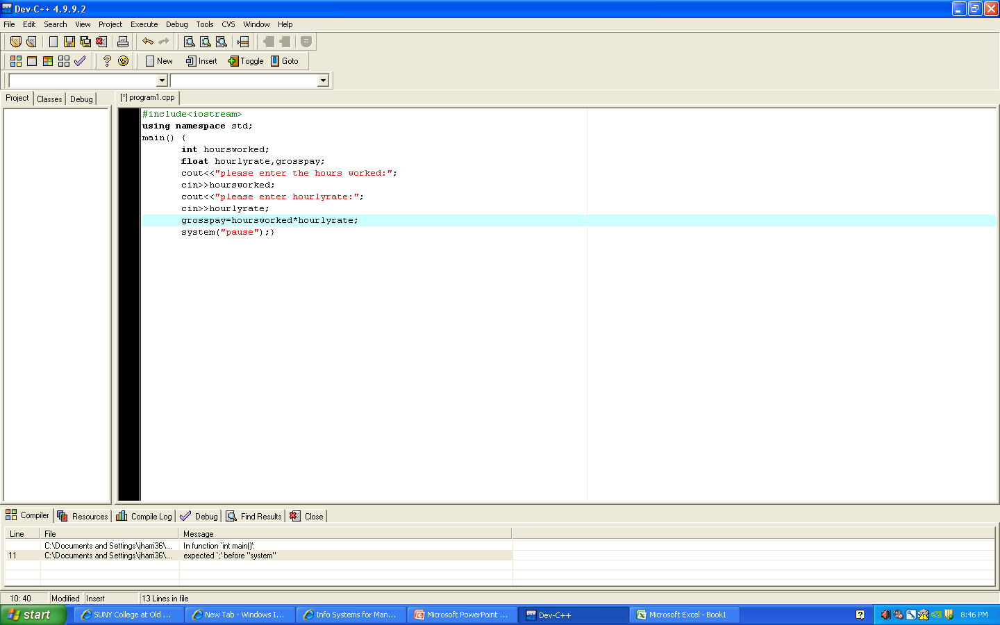 Dev-C++ 4.9.9.2
File Edit Search View Project Execute Debug Tools CVS Window Help
New Insert Toggle Goto
Project Classes Debug
[*] program1.cpp
#include<iostream>
using namespace std;
main() {
int hoursworked;
float hourlyrate,grosspay;
cout<<"please enter the hours worked:";
cin>>hoursworked;
cout<<"please enter hourlyrate:";
cin>>hourlyrate;
grosspay=hoursworked*hourlyrate;
system("pause");}
Compiler Resources Compile Log Debug Find Results Close
Line File Message
C:\Documents and Settings\jharri36\... In function `int main()':
11 C:\Documents and Settings\jharri36\... expected `;' before "system"
10: 40 Modified Insert 13 Lines in file
start SUNY College at Old ... New Tab - Windows I... Info Systems for Man... Microsoft PowerPoint ... Dev-C++ Microsoft Excel - Book1 8:46 PM